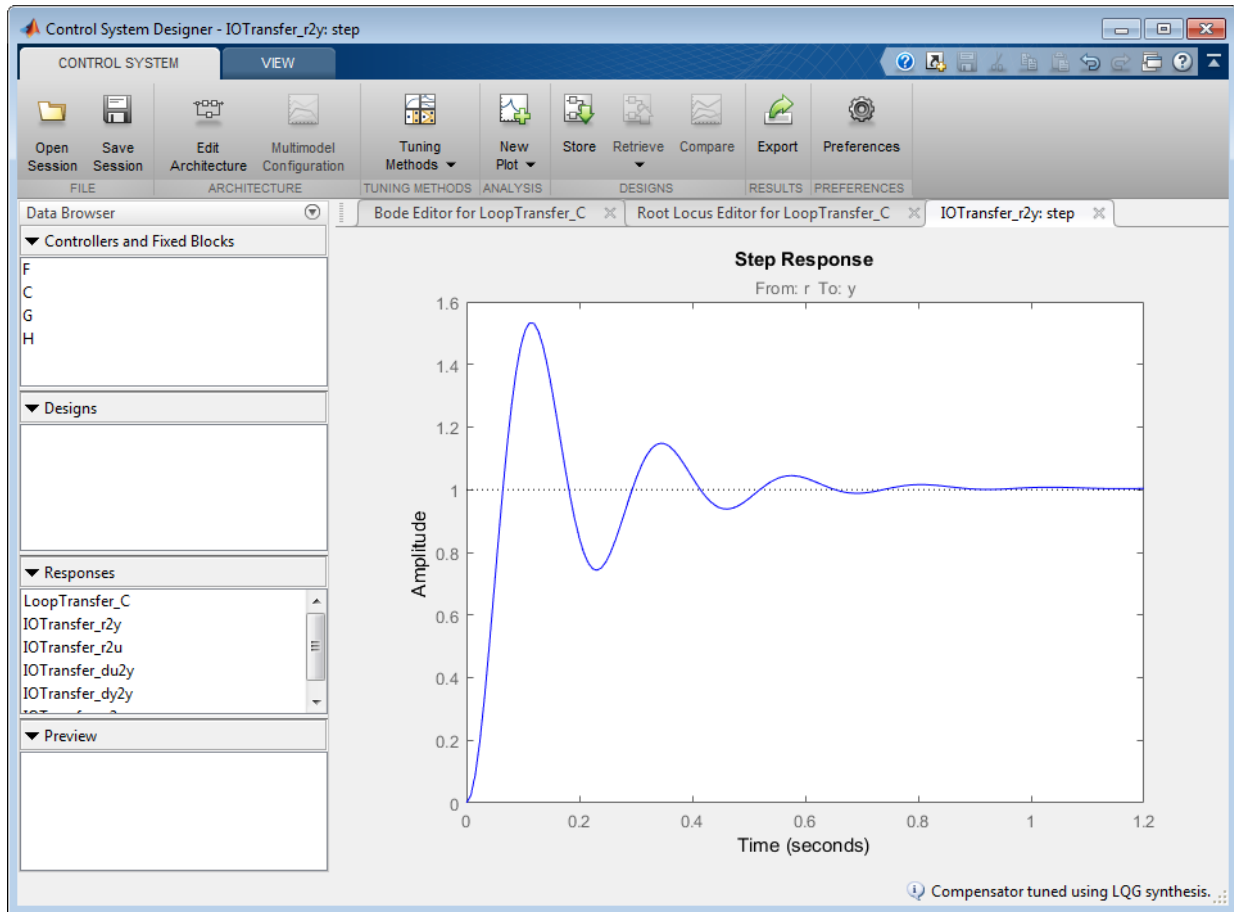 Control System Designer - IOTransfer_r2y: step
CONTROL SYSTEM
VIEW
Open Session
Save Session
Edit Architecture
Multimodel Configuration
Tuning Methods
New Plot
Store
Retrieve
Compare
Export
Preferences
FILE
ARCHITECTURE
TUNING METHODS
ANALYSIS
DESIGNS
RESULTS
PREFERENCES
Data Browser
Bode Editor for LoopTransfer_C
Root Locus Editor for LoopTransfer_C
IOTransfer_r2y: step
Controllers and Fixed Blocks
F
C
G
H
Designs
Responses
LoopTransfer_C
IOTransfer_r2y
IOTransfer_r2u
IOTransfer_du2y
IOTransfer_dy2y
Preview
Step Response
From: r To: y
1.6
1.4
1.2
1
0.8
0.6
0.4
0.2
0
Amplitude
0
0.2
0.4
0.6
0.8
1
1.2
Time (seconds)
Compensator tuned using LQG synthesis.